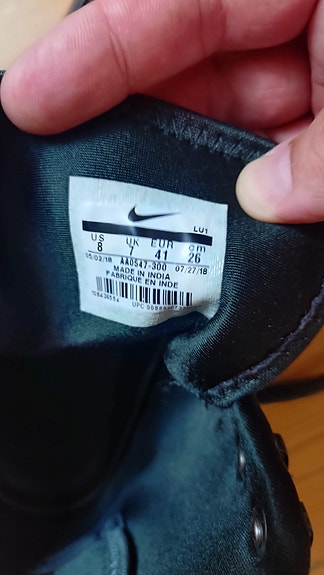 LU1
US UK EUR cm
8 7 41 26
05/02/18 AA0547-300 07/27/18
MADE IN INDIA
FABRIQUE EN INDE
UPC